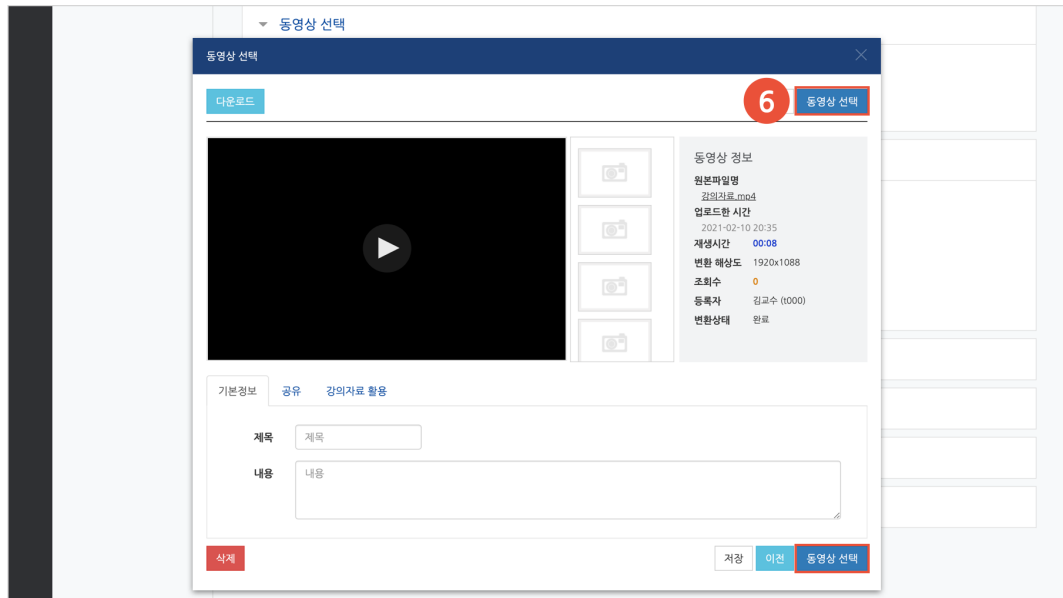 동영상 선택
동영상 선택
다운로드
6
동영상 선택
동영상 정보
원본파일명
강의자료.mp4
업로드한 시간
2021-02-10 20:35
재생시간 00:08
변환 해상도 1920x1088
조회수 0
등록자 김교수 (t000)
변환상태 완료
기본정보 공유 강의자료 활용
제목 제목
내용 내용
삭제 저장 이전 동영상 선택